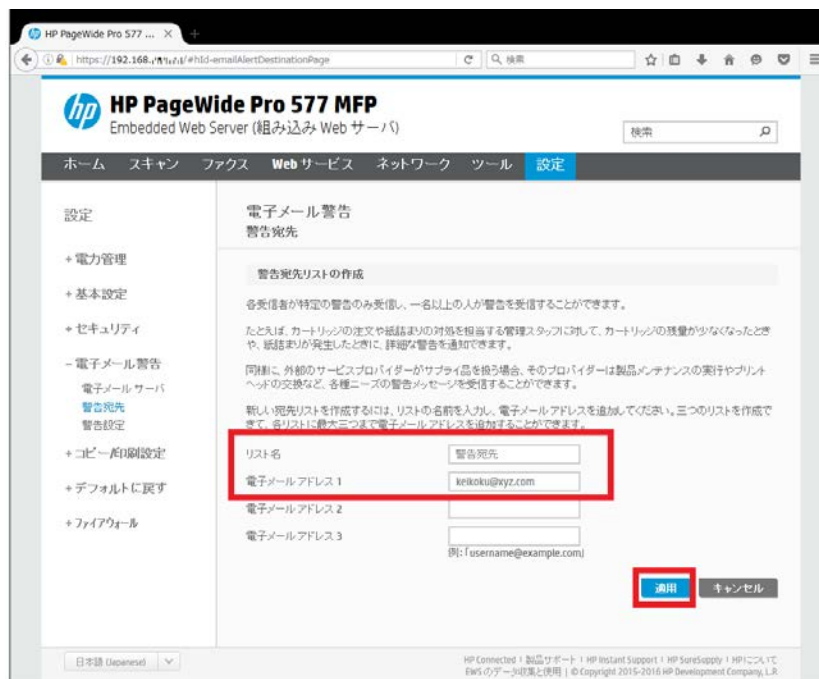 HP PageWide Pro 577 ...
https://192.168.
/#hId-emailAlertDestinationPage
検索
hp
HP PageWide Pro 577 MFP
Embedded Web Server (組み込み Web サーバ)
検索
ホーム スキャン ファクス Web サービス ネットワーク ツール 設定
設定
+ 電力管理
+ 基本設定
+ セキュリティ
- 電子メール警告
電子メール サーバ
警告宛先
警告設定
+ コピー/印刷設定
+ デフォルトに戻す
+ ファイアウォール
電子メール警告
警告宛先
警告宛先リストの作成
各受信者が特定の警告のみ受信し、一名以上の人が警告を受信することができます。
たとえば、カートリッジの注文や紙詰まりの対処を担当する管理スタッフに対して、カートリッジの残量が少なくなったとき
や、紙詰まりが発生したときに、詳細な警告を通知できます。
同様に、外部のサービスプロバイダーがサプライ品を扱う場合、そのプロバイダーは製品メンテナンスの実行やプリント
ヘッドの交換など、各種ニーズの警告メッセージを受信することができます。
新しい宛先リストを作成するには、リストの名前を入力し、電子メールアドレスを追加してください。三つのリストを作成で
きて、各リストに最大三つまで電子メールアドレスを追加することができます。
リスト名 警告宛先
電子メール アドレス 1 keikoku@xyz.com
電子メール アドレス 2
電子メール アドレス 3
例:「username@example.com」
適用 キャンセル
日本語 (Japanese)
HP Connected | 製品サポート | HP Instant Support | HP SureSupply | HPについて
EWS のデータ収集と使用 | © Copyright 2015-2016 HP Development Company, L.P.